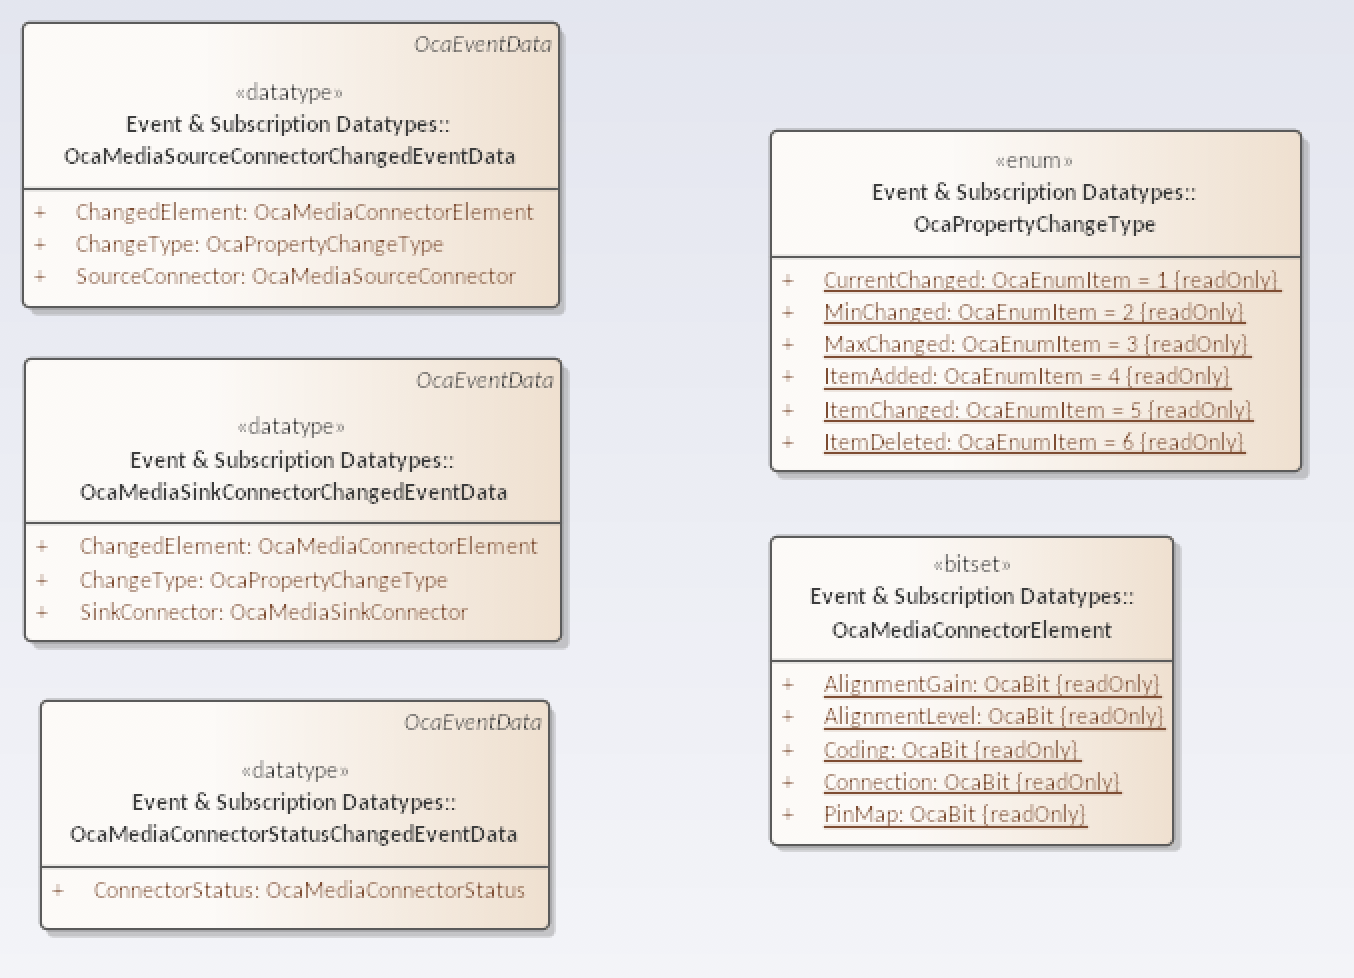 OcaEventData
«datatype»
Event & Subscription Datatypes::
OcaMediaSourceConnectorChangedEventData
+ ChangedElement: OcaMediaConnectorElement
+ ChangeType: OcaPropertyChangeType
+ SourceConnector: OcaMediaSourceConnector
OcaEventData
«datatype»
Event & Subscription Datatypes::
OcaMediaSinkConnectorChangedEventData
+ ChangedElement: OcaMediaConnectorElement
+ ChangeType: OcaPropertyChangeType
+ SinkConnector: OcaMediaSinkConnector
OcaEventData
«datatype»
Event & Subscription Datatypes::
OcaMediaConnectorStatusChangedEventData
+ ConnectorStatus: OcaMediaConnectorStatus
«enum»
Event & Subscription Datatypes::
OcaPropertyChangeType
+ CurrentChanged: OcaEnumItem = 1 {readOnly}
+ MinChanged: OcaEnumItem = 2 {readOnly}
+ MaxChanged: OcaEnumItem = 3 {readOnly}
+ ItemAdded: OcaEnumItem = 4 {readOnly}
+ ItemChanged: OcaEnumItem = 5 {readOnly}
+ ItemDeleted: OcaEnumItem = 6 {readOnly}
«bitset»
Event & Subscription Datatypes::
OcaMediaConnectorElement
+ AlignmentGain: OcaBit {readOnly}
+ AlignmentLevel: OcaBit {readOnly}
+ Coding: OcaBit {readOnly}
+ Connection: OcaBit {readOnly}
+ PinMap: OcaBit {readOnly}